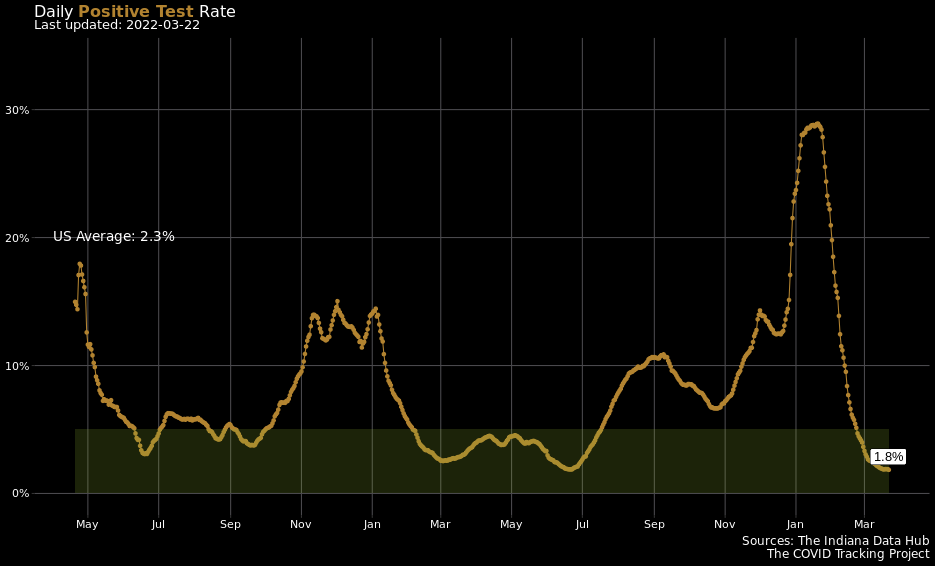 Daily Positive Test Rate
Last updated: 2022-03-22
30%
20%
US Average: 2.3%
10%
1.8%
0%
May Jul Sep Nov Jan Mar May Jul Sep Nov Jan Mar
Sources: The Indiana Data Hub
The COVID Tracking Project